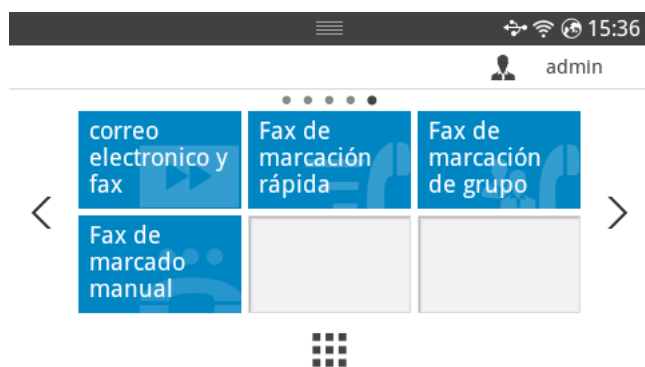 15:36
admin
correo
electronico y
fax
Fax de
marcación
rápida
Fax de
marcación
de grupo
Fax de
marcado
manual